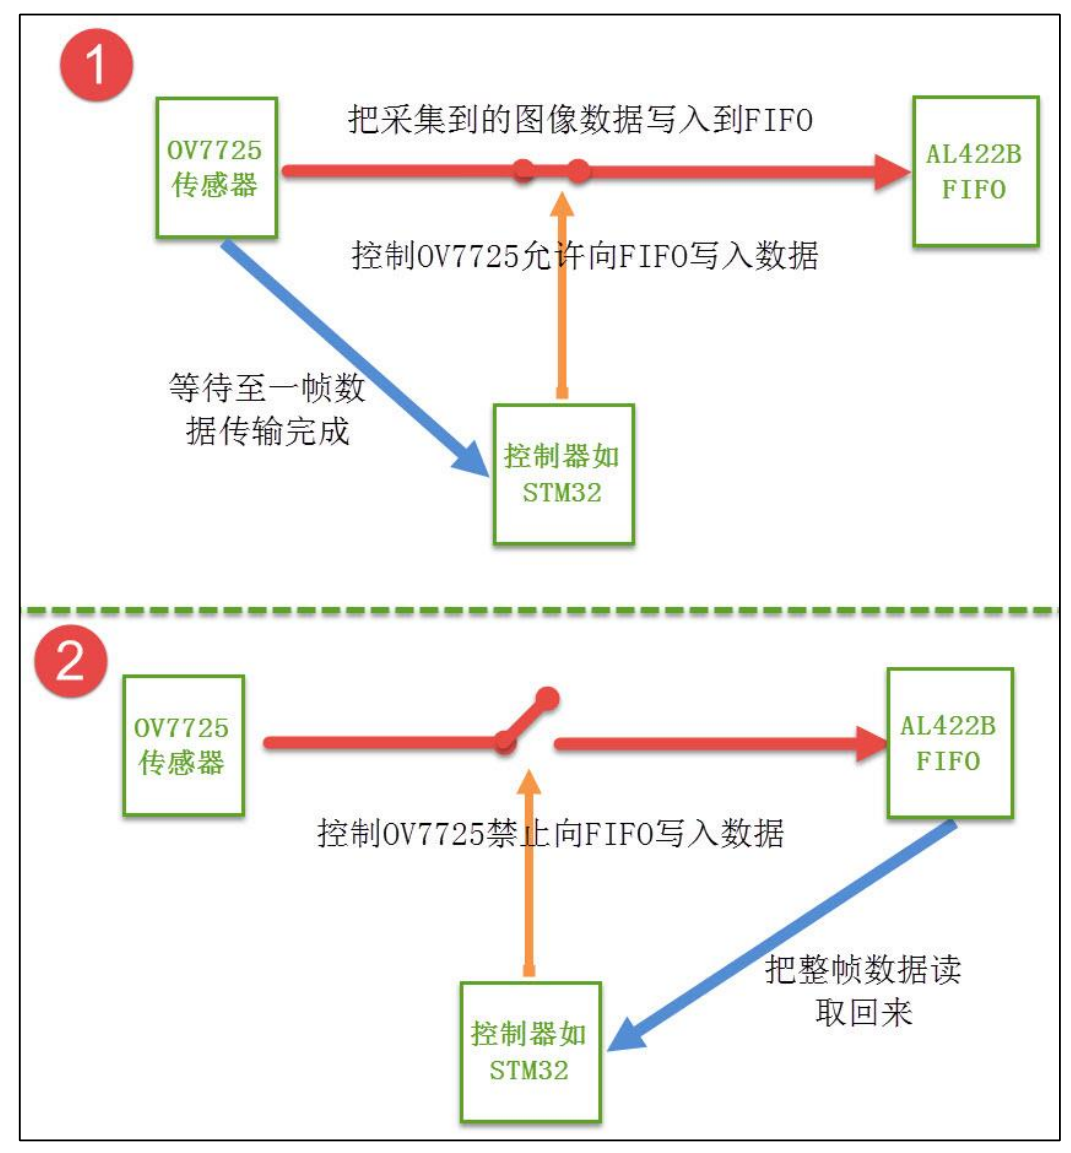 1
把采集到的图像数据写入到FIFO
OV7725
传感器
AL422B
FIFO
控制OV7725允许向FIFO写入数据
等待至一帧数
据传输完成
控制器如
STM32
2
OV7725
传感器
AL422B
FIFO
控制OV7725禁止向FIFO写入数据
把整帧数据读
取回来
控制器如
STM32